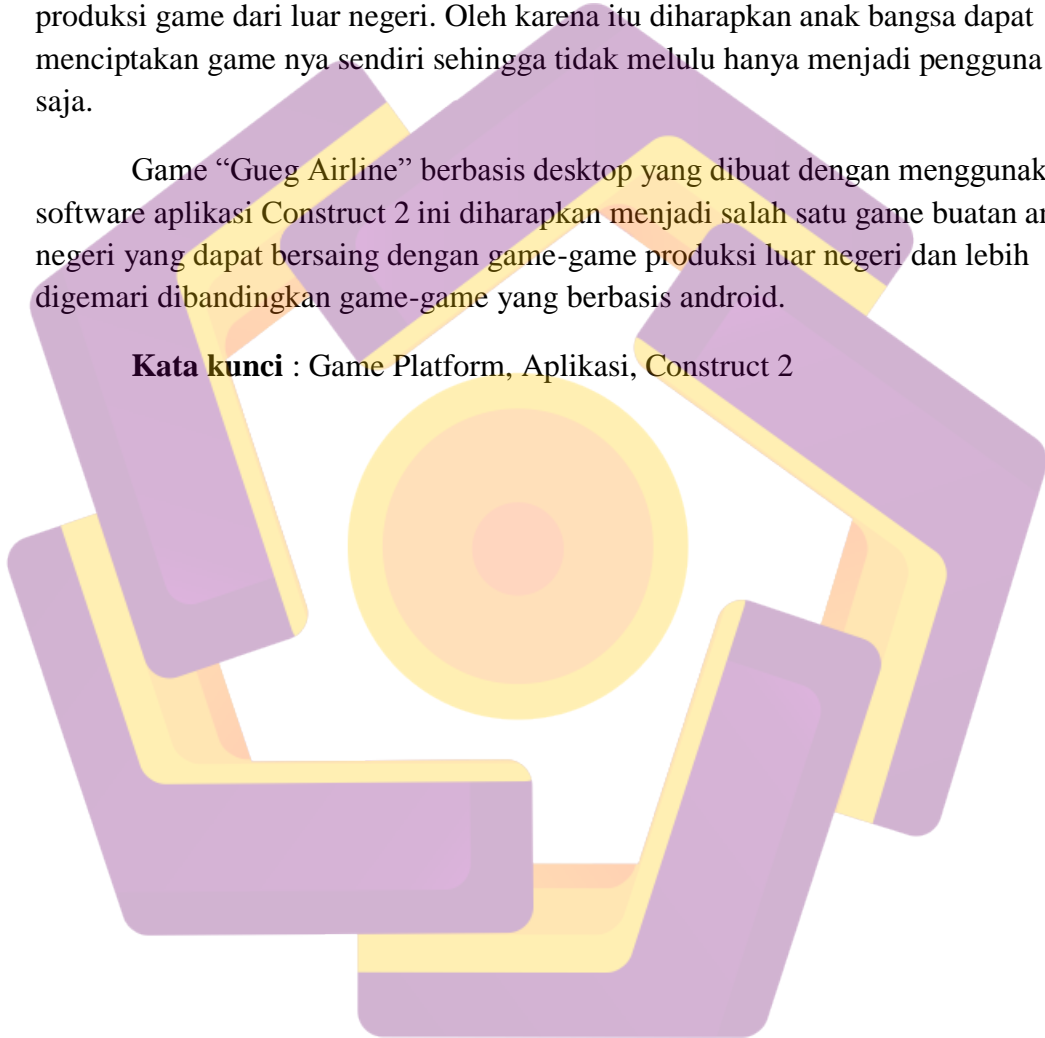 produksi game dari luar negeri. Oleh karena itu diharapkan anak bangsa dapat
menciptakan game nya sendiri sehingga tidak melulu hanya menjadi pengguna
saja.
Game “Gueg Airline” berbasis desktop yang dibuat dengan menggunak
software aplikasi Construct 2 ini diharapkan menjadi salah satu game buatan
negeri yang dapat bersaing dengan game-game produksi luar negeri dan lebih
digemari dibandingkan game-game yang berbasis android.
Kata kunci : Game Platform, Aplikasi, Construct 2